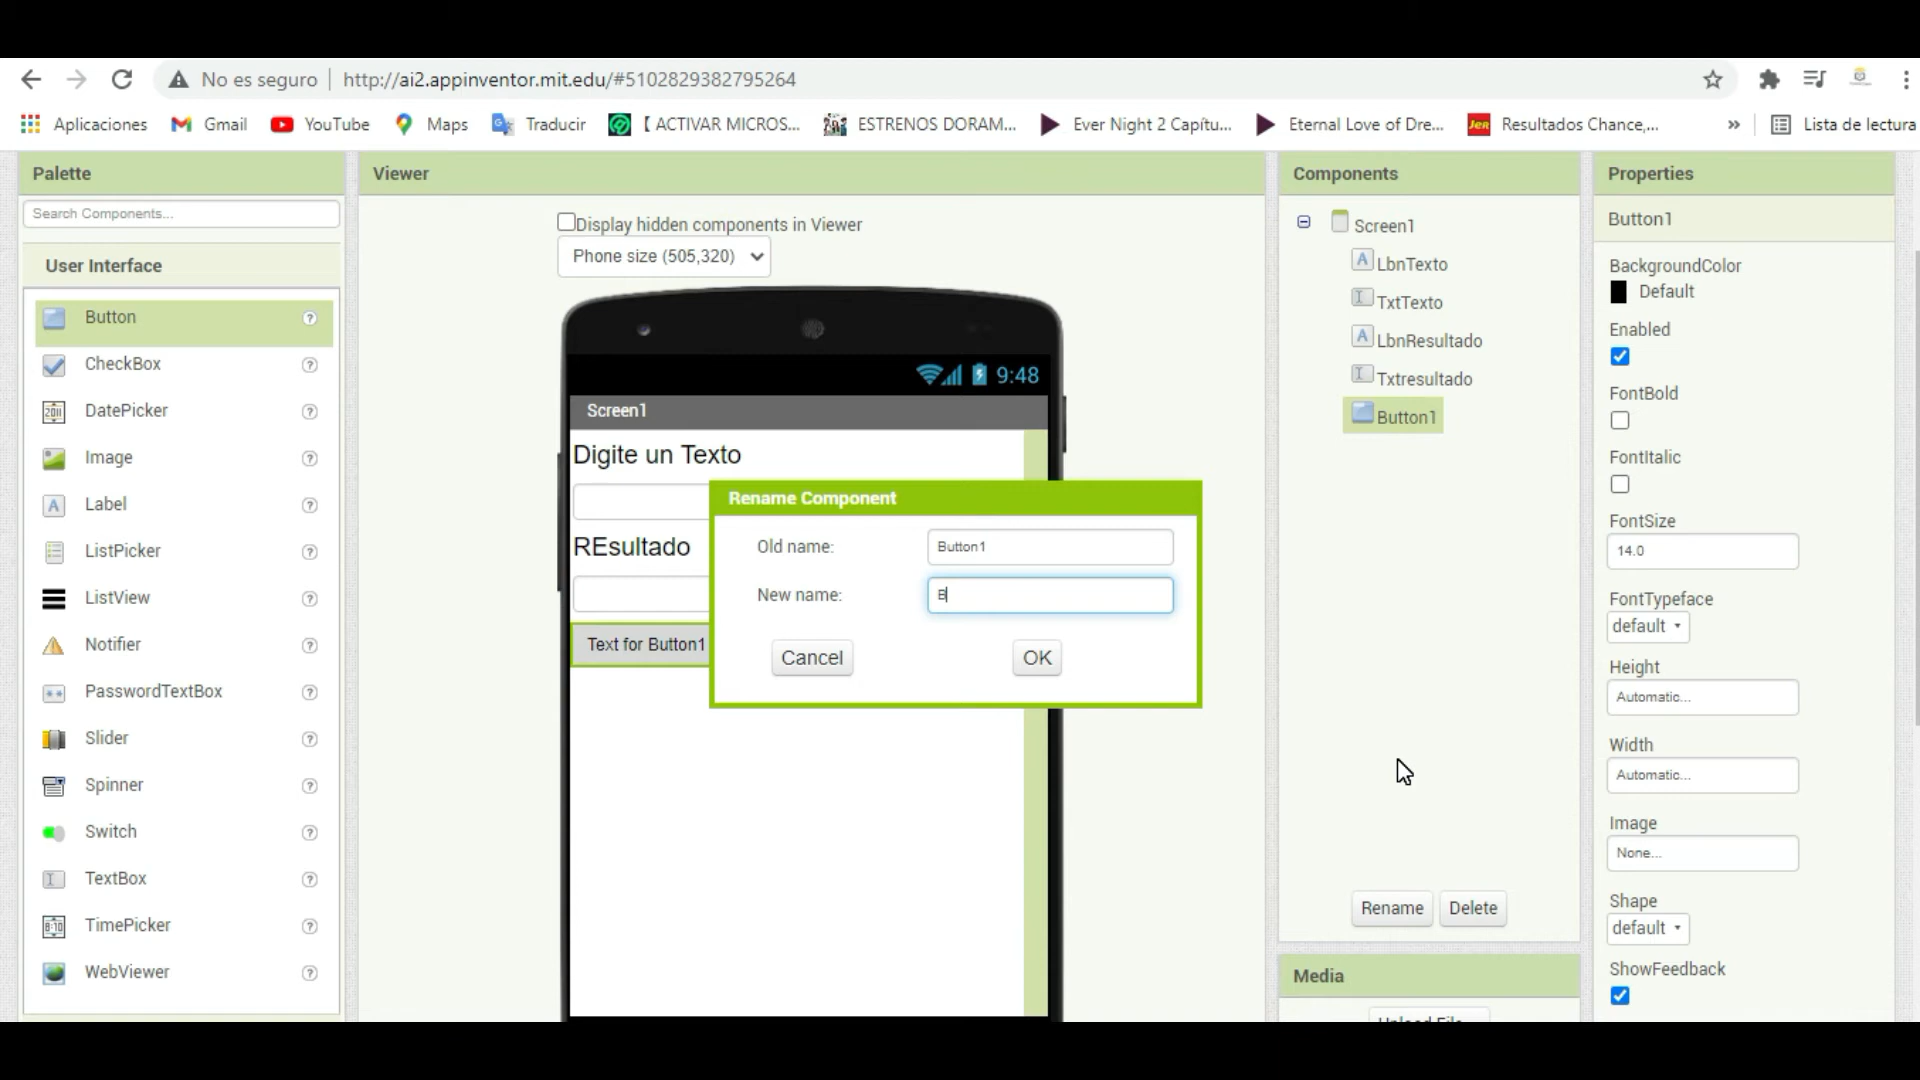 No es seguro
http://ai2.appinventor.mit.edu/#5102829382795264
Aplicaciones
Gmail
YouTube
Maps
Traducir
【 ACTIVAR MICROS...
ESTRENOS DORAM...
Ever Night 2 Capítu...
Eternal Love of Dre...
Resultados Chance,...
»
Lista de lectura
Palette
Search Components...
User Interface
Button
?
CheckBox
?
DatePicker
?
Image
?
Label
?
ListPicker
?
ListView
?
Notifier
?
PasswordTextBox
?
Slider
?
Spinner
?
Switch
?
TextBox
?
TimePicker
?
WebViewer
?
Viewer
Display hidden components in Viewer
Phone size (505,320)
9:48
Screen1
Digite un Texto
REsultado
Text for Button1
Rename Component
Old name:
Button1
New name:
B
Cancel
OK
Components
Screen1
LbnTexto
TxtTexto
LbnResultado
Txtresultado
Button1
Rename
Delete
Media
Upload File ...
Properties
Button1
BackgroundColor
Default
Enabled
FontBold
FontItalic
FontSize
14.0
FontTypeface
default
Height
Automatic...
Width
Automatic...
Image
None...
Shape
default
ShowFeedback